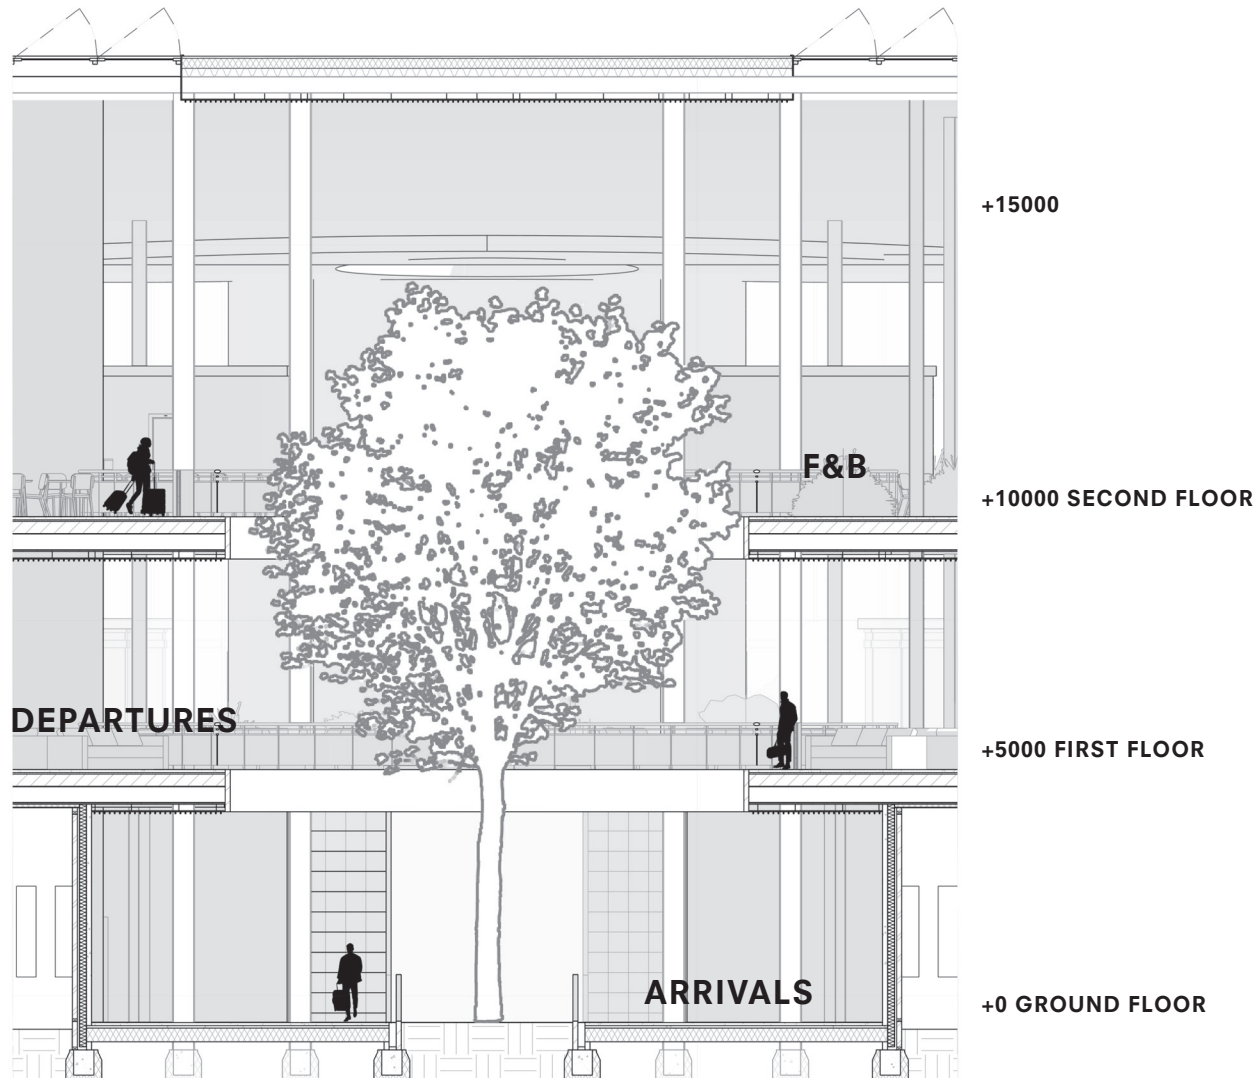 +15000
F&B
+10000 SECOND FLOOR
DEPARTURES
+5000 FIRST FLOOR
ARRIVALS
+0 GROUND FLOOR